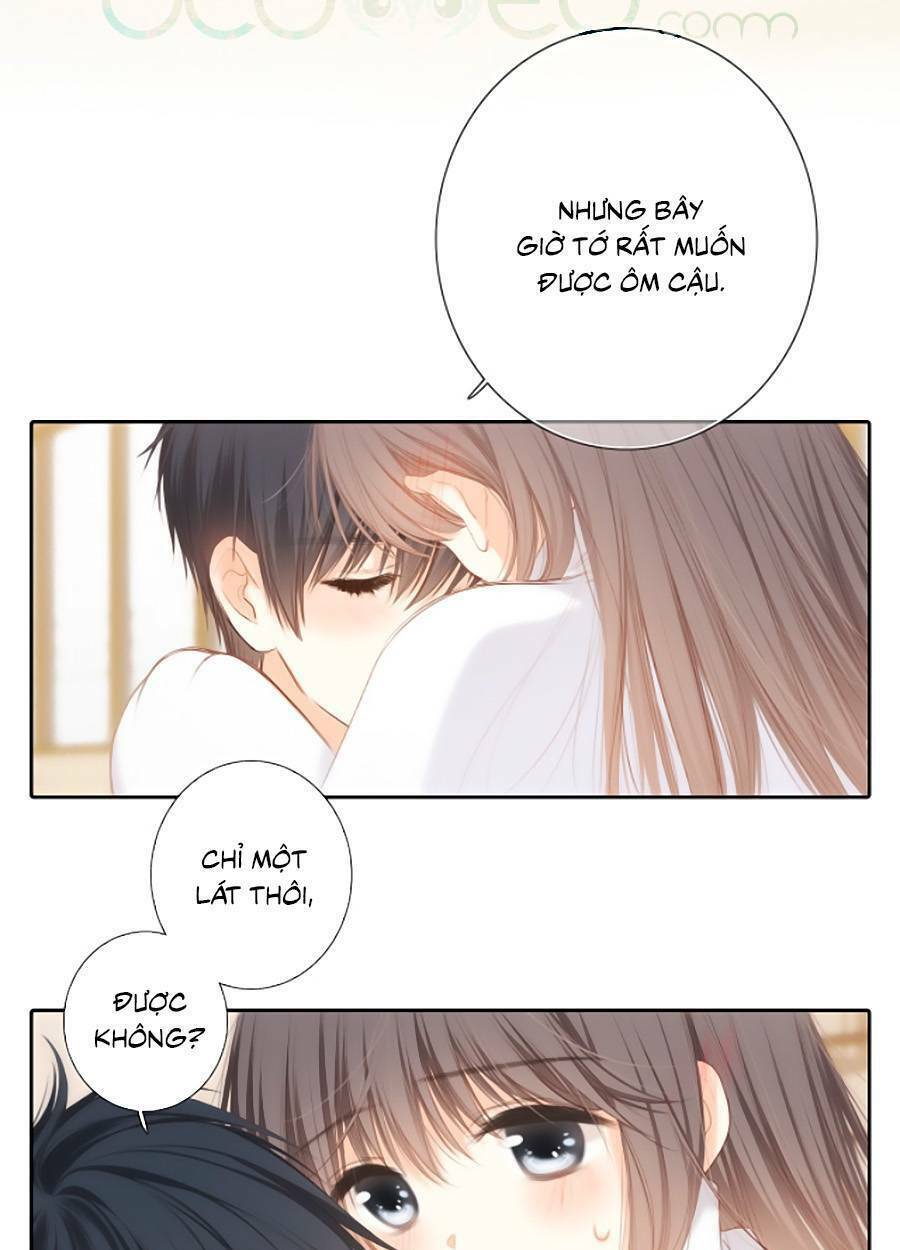 NHƯNG BÂY
GIỜ TỚ RẤT MUỐN
ĐƯỢC ÔM CẬU.
CHỈ MỘT
LÁT THÔI,
ĐƯỢC
KHÔNG?